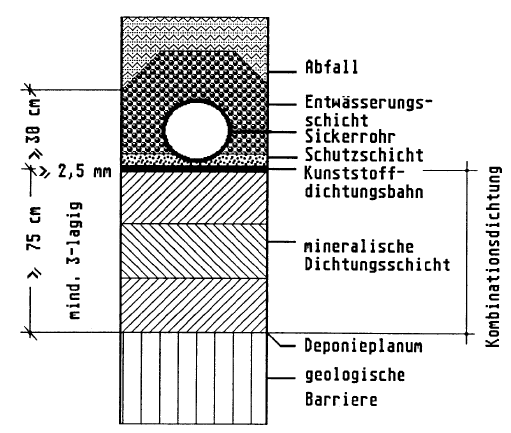 Abfall
Entwässerungs-
schicht
Sickerrohr
Schutzschicht
Kunststoff-
dichtungsbahn
mineralische
Dichtungsschicht
Deponieplanum
geologische
Barriere
≥ 30 cm
≥ 2,5 mm
≥ 75 cm
mind. 3-lagig
Kombinationsdichtung